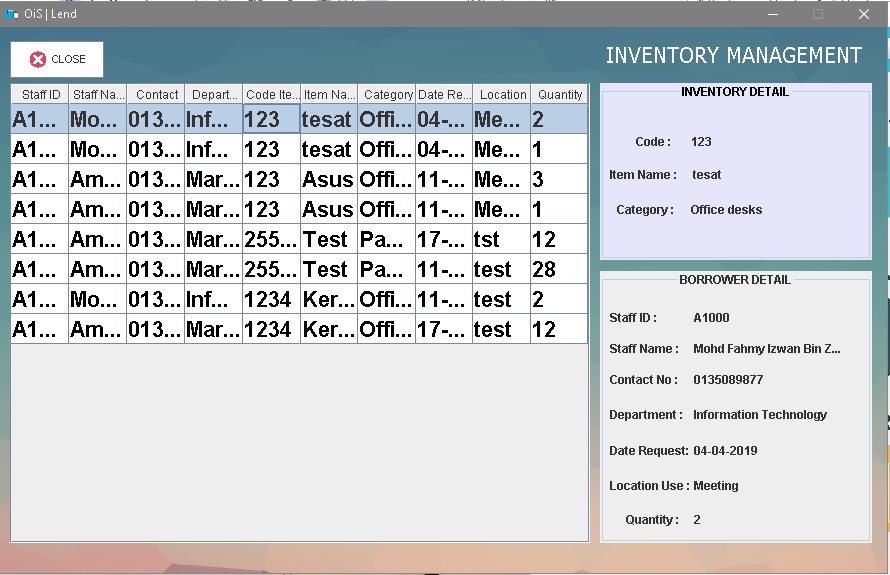 OiS | Lend
CLOSE
INVENTORY MANAGEMENT
Staff ID Staff Na... Contact Depart... Code Ite... Item Na... Category Date Re... Location Quantity
A1... Mo... 013... Inf... 123 tesat Offi... 04-... Me... 2
A1... Mo... 013... Inf... 123 tesat Offi... 04-... Me... 1
A1... Am... 013... Mar... 123 Asus Offi... 11-... Me... 3
A1... Am... 013... Mar... 123 Asus Offi... 11-... Me... 1
A1... Am... 013... Mar... 255... Test Pa... 17-... tst 12
A1... Am... 013... Mar... 255... Test Pa... 11-... test 28
A1... Mo... 013... Inf... 1234 Ker... Offi... 11-... test 2
A1... Am... 013... Mar... 1234 Ker... Offi... 17-... test 12
INVENTORY DETAIL
Code : 123
Item Name : tesat
Category : Office desks
BORROWER DETAIL
Staff ID : A1000
Staff Name : Mohd Fahmy Izwan Bin Z...
Contact No : 0135089877
Department : Information Technology
Date Request: 04-04-2019
Location Use : Meeting
Quantity : 2